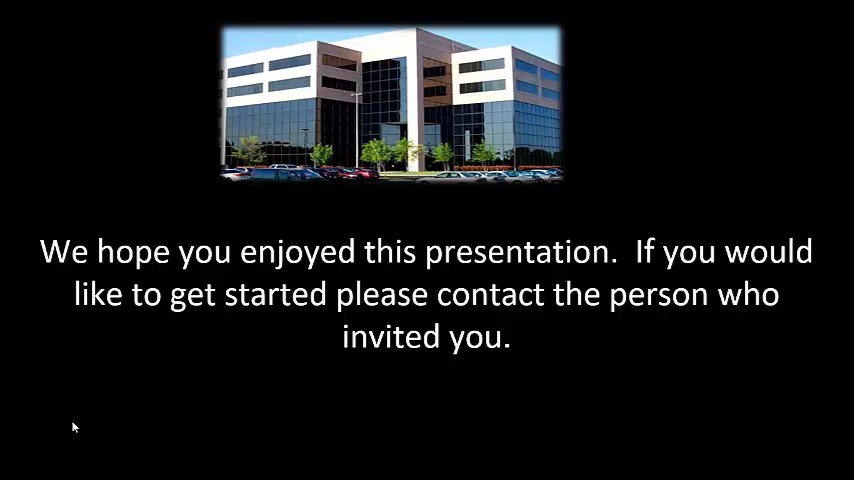 We hope you enjoyed this presentation.  If you would
like to get started please contact the person who
invited you.